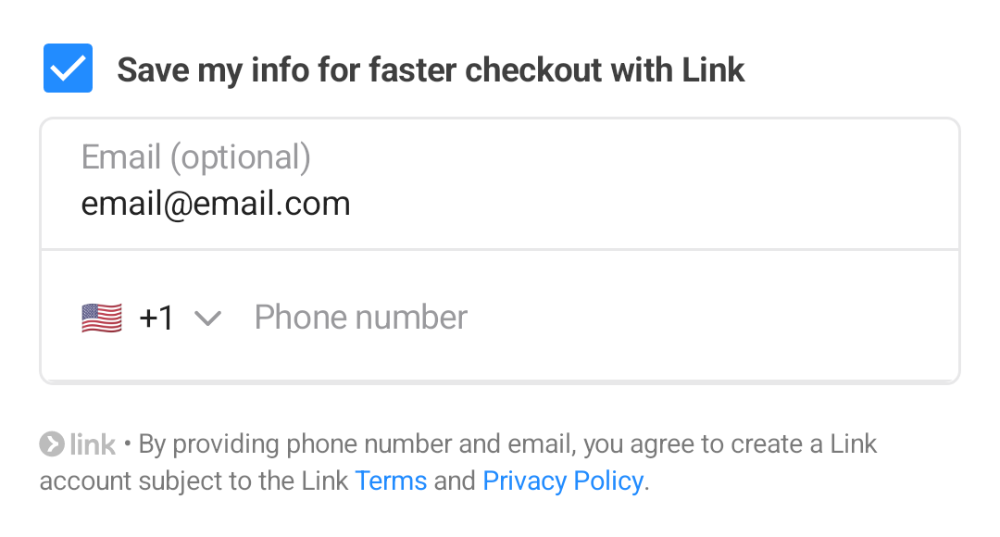 Save my info for faster checkout with Link
Email (optional)
email@email.com
+1 Phone number
link • By providing phone number and email, you agree to create a Link
account subject to the Link Terms and Privacy Policy.